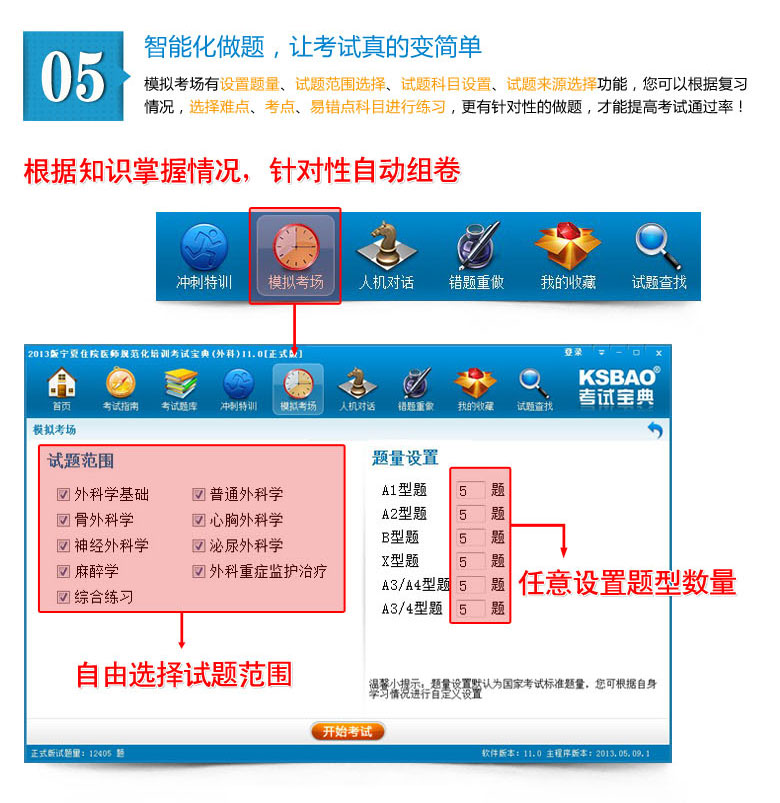 05
智能化做题，让考试真的变简单
模拟考场有设置题量、试题范围选择、试题科目设置、试题来源选择功能，您可以根据复习
情况，选择难点、考点、易错点科目进行练习，更有针对性的做题，才能提高考试通过率！
根据知识掌握情况，针对性自动组卷
冲刺特训 模拟考场 人机对话 错题重做 我的收藏 试题查找
2013版宁夏住院医师规范化培训考试宝典(外科)11.0[正式版] 登录
首页 考试指南 考试题库 冲刺特训 模拟考场 人机对话 错题重做 我的收藏 试题查找
KSBAO®
考试宝典
模拟考场
试题范围
外科学基础 普通外科学
骨外科学 心胸外科学
神经外科学 泌尿外科学
麻醉学 外科重症监护治疗
综合练习
题量设置
A1型题 5 题
A2型题 5 题
B型题 5 题
X型题 5 题
A3/A4型题 5 题
A3/4型题 5 题
任意设置题型数量
自由选择试题范围
温馨小提示：题量设置默认为国家考试标准题量，您可根据自身
学习情况进行自定义设置
开始考试
正式版试题量：12405 题 软件版本：11.0 主程序版本：2013.05.09.1